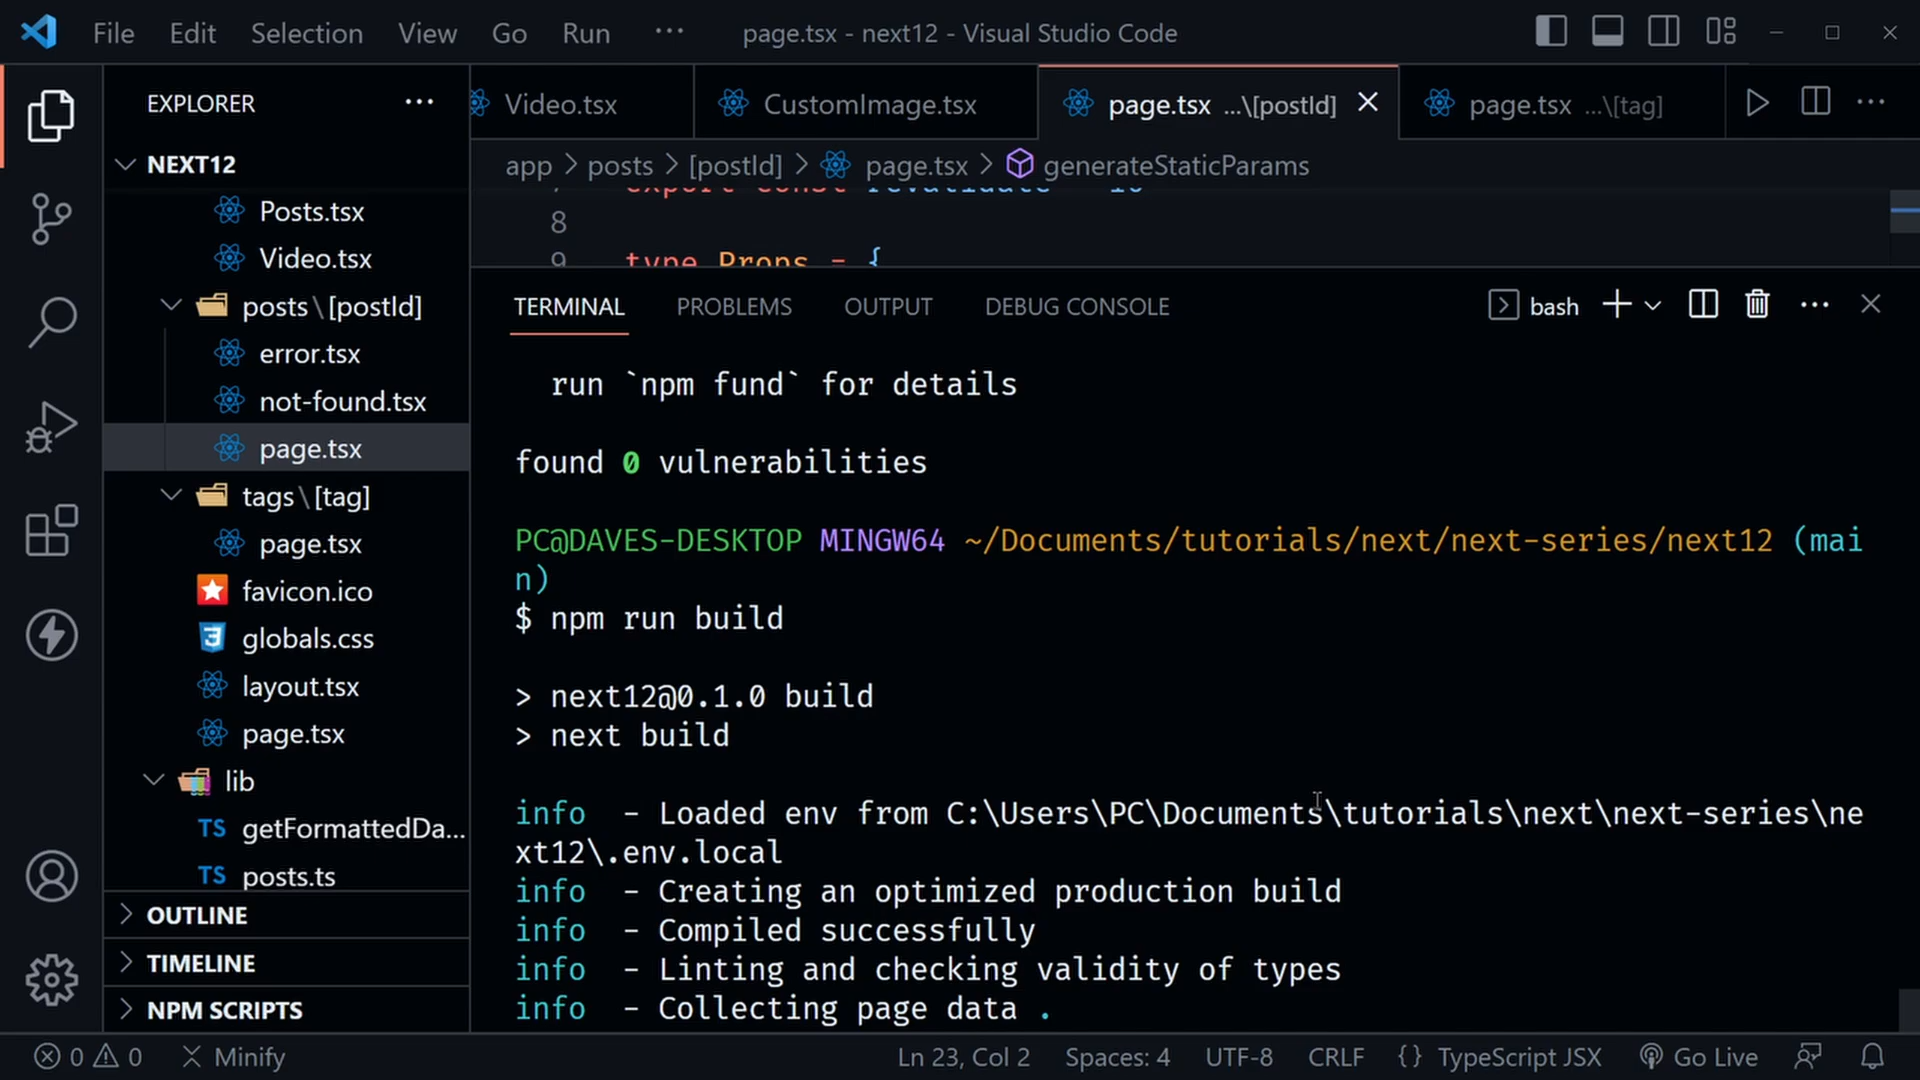 File Edit Selection View Go Run ··· page.tsx - next12 - Visual Studio Code
EXPLORER ···
Video.tsx CustomImage.tsx page.tsx ...\[postId] page.tsx ...\[tag] ···
NEXT12
app > posts > [postId] > page.tsx > generateStaticParams
Posts.tsx
Video.tsx
posts\[postId]
error.tsx
not-found.tsx
page.tsx
tags\[tag]
page.tsx
favicon.ico
globals.css
layout.tsx
page.tsx
lib
TS getFormattedDa...
TS posts.ts
OUTLINE
TIMELINE
NPM SCRIPTS
export const revalidate = 10
8
9 type Props = {
TERMINAL PROBLEMS OUTPUT DEBUG CONSOLE bash ···
run `npm fund` for details
found 0 vulnerabilities
PC@DAVES-DESKTOP MINGW64 ~/Documents/tutorials/next/next-series/next12 (mai
n)
$ npm run build
> next12@0.1.0 build
> next build
info - Loaded env from C:\Users\PC\Documents\tutorials\next\next-series\ne
xt12\.env.local
info - Creating an optimized production build
info - Compiled successfully
info - Linting and checking validity of types
info - Collecting page data .
0 0 Minify Ln 23, Col 2 Spaces: 4 UTF-8 CRLF {} TypeScript JSX Go Live